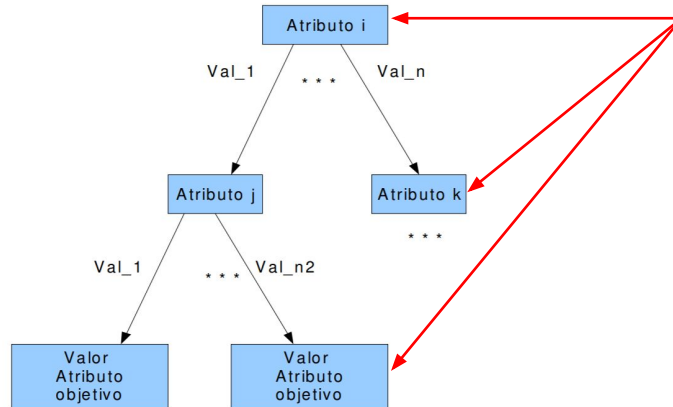 Atributo i
Val_1
* * *
Val_n
Atributo j
Atributo k
* * *
Val_1
* * *
Val_n2
Valor
Atributo
objetivo
Valor
Atributo
objetivo